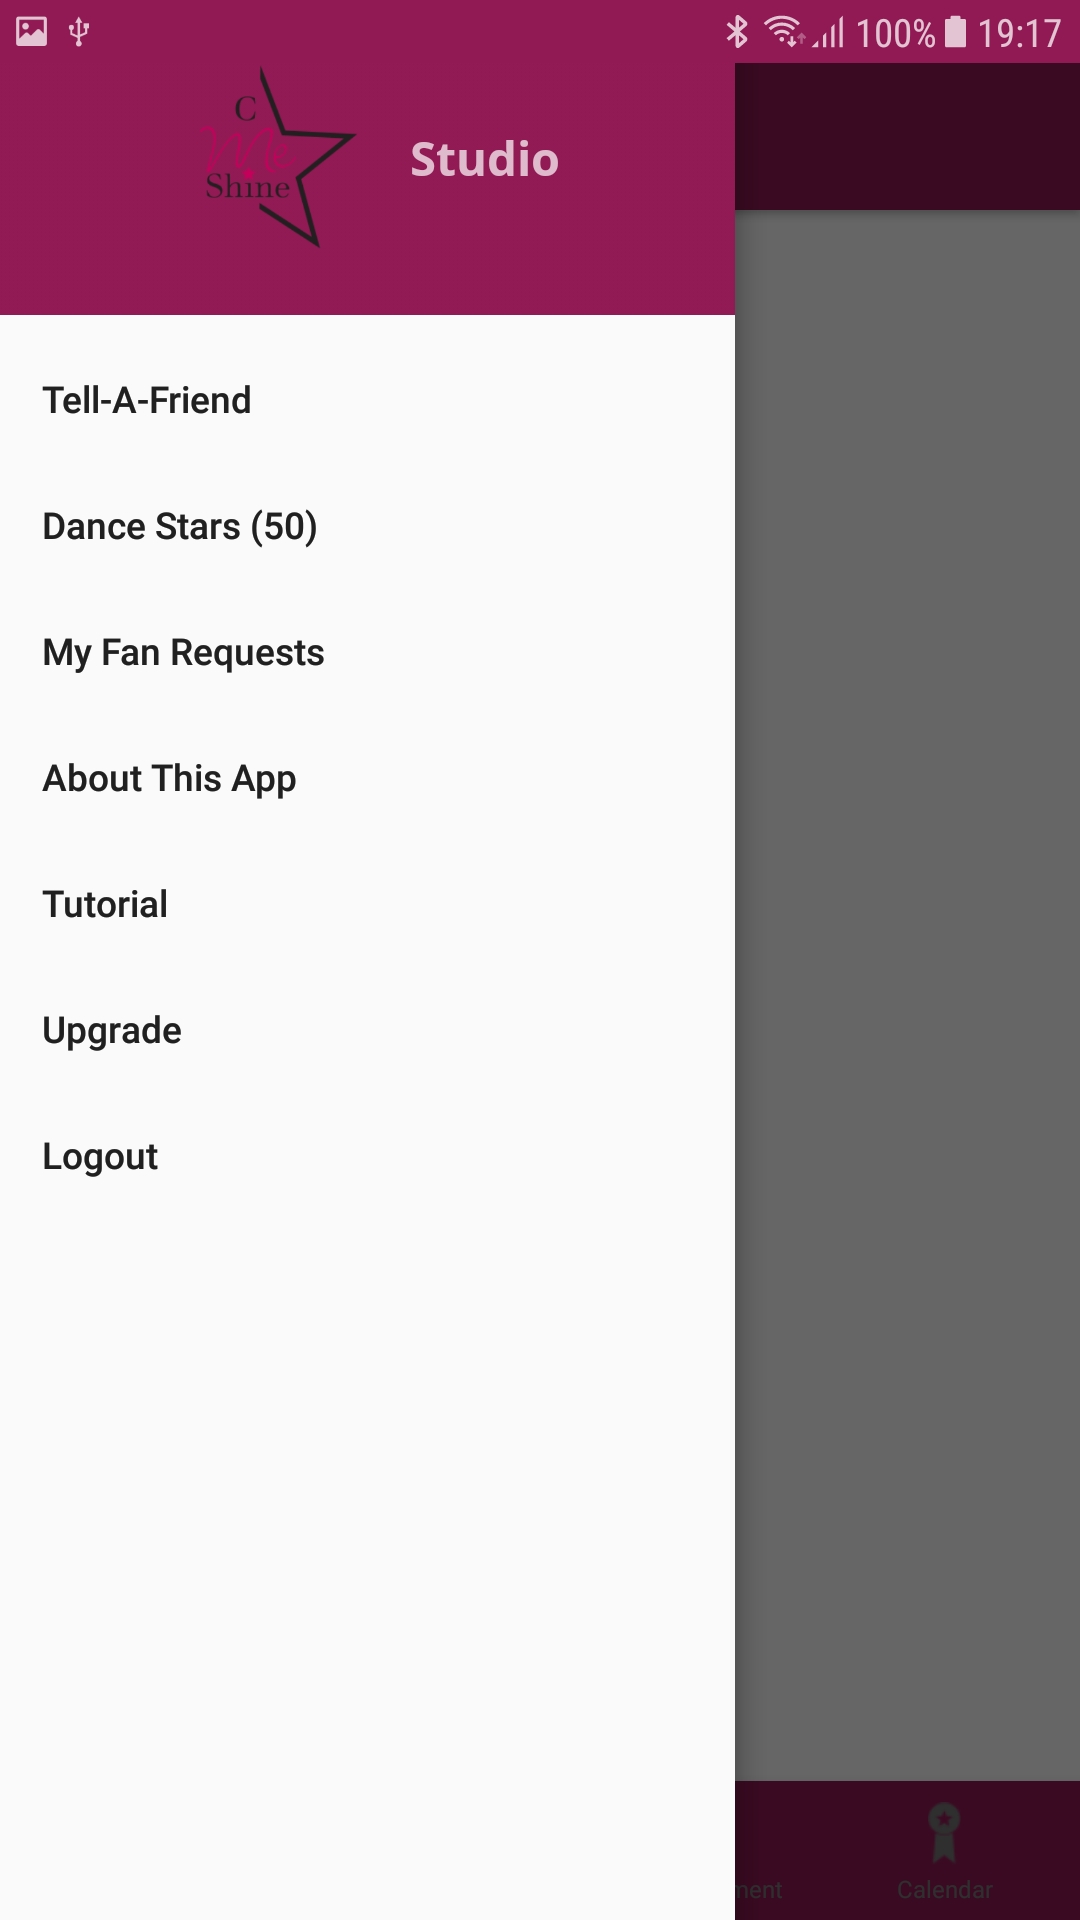 100% 19:17
C
Me
Shine
Studio
Tell-A-Friend
Dance Stars (50)
My Fan Requests
About This App
Tutorial
Upgrade
Logout
ment
Calendar